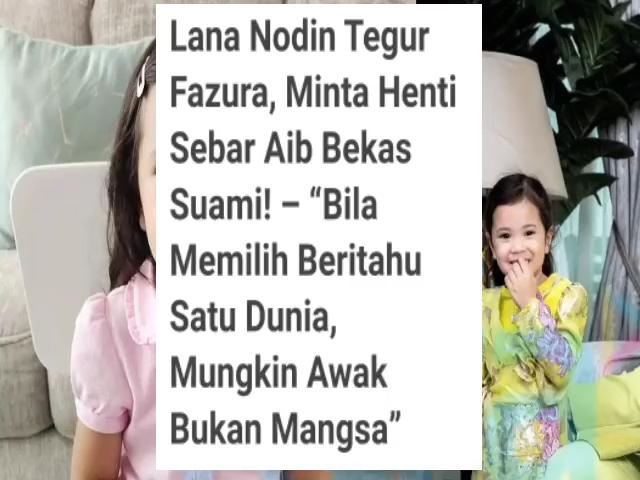 Lana Nodin Tegur
Fazura, Minta Henti
Sebar Aib Bekas
Suami! – “Bila
Memilih Beritahu
Satu Dunia,
Mungkin Awak
Bukan Mangsa”